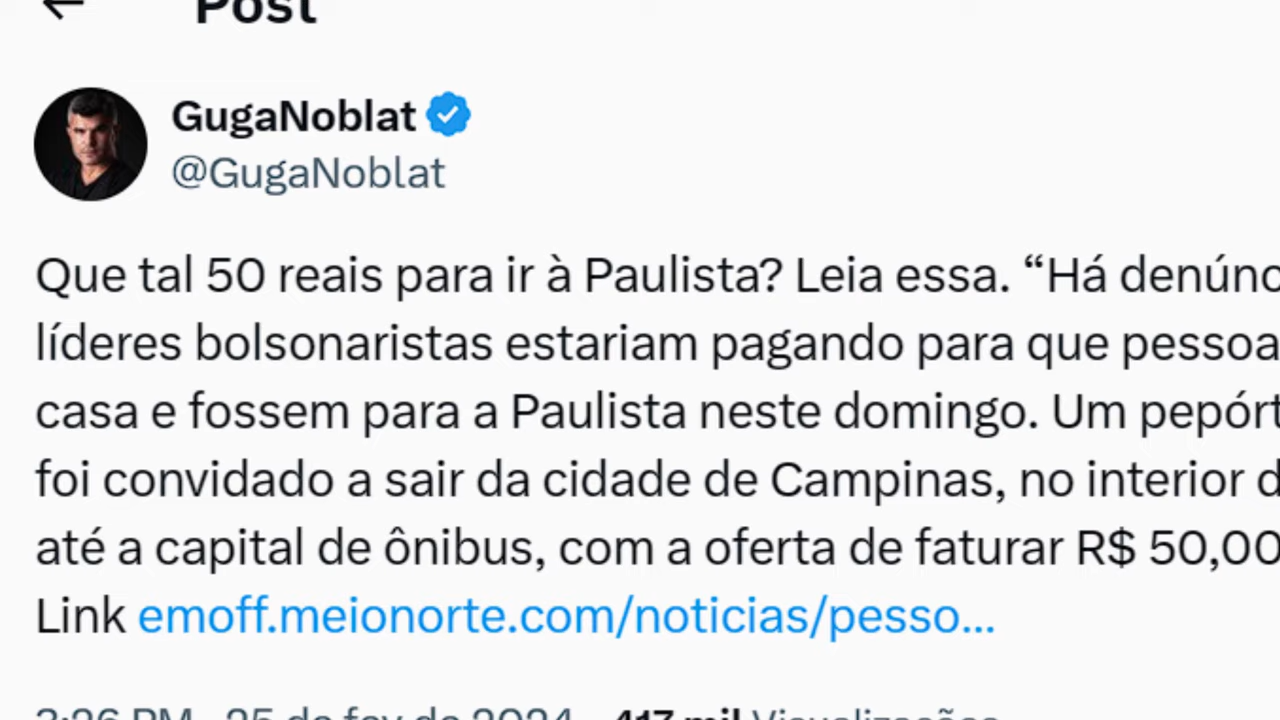 Post
GugaNoblat
@GugaNoblat
Que tal 50 reais para ir à Paulista? Leia essa. “Há denúnc
líderes bolsonaristas estariam pagando para que pessoa
casa e fossem para a Paulista neste domingo. Um pepórt
foi convidado a sair da cidade de Campinas, no interior d
até a capital de ônibus, com a oferta de faturar R$ 50,00
Link emoff.meionorte.com/noticias/pesso...
3:26 PM · 25 de fev de 2024 · 417 mil Visualizações